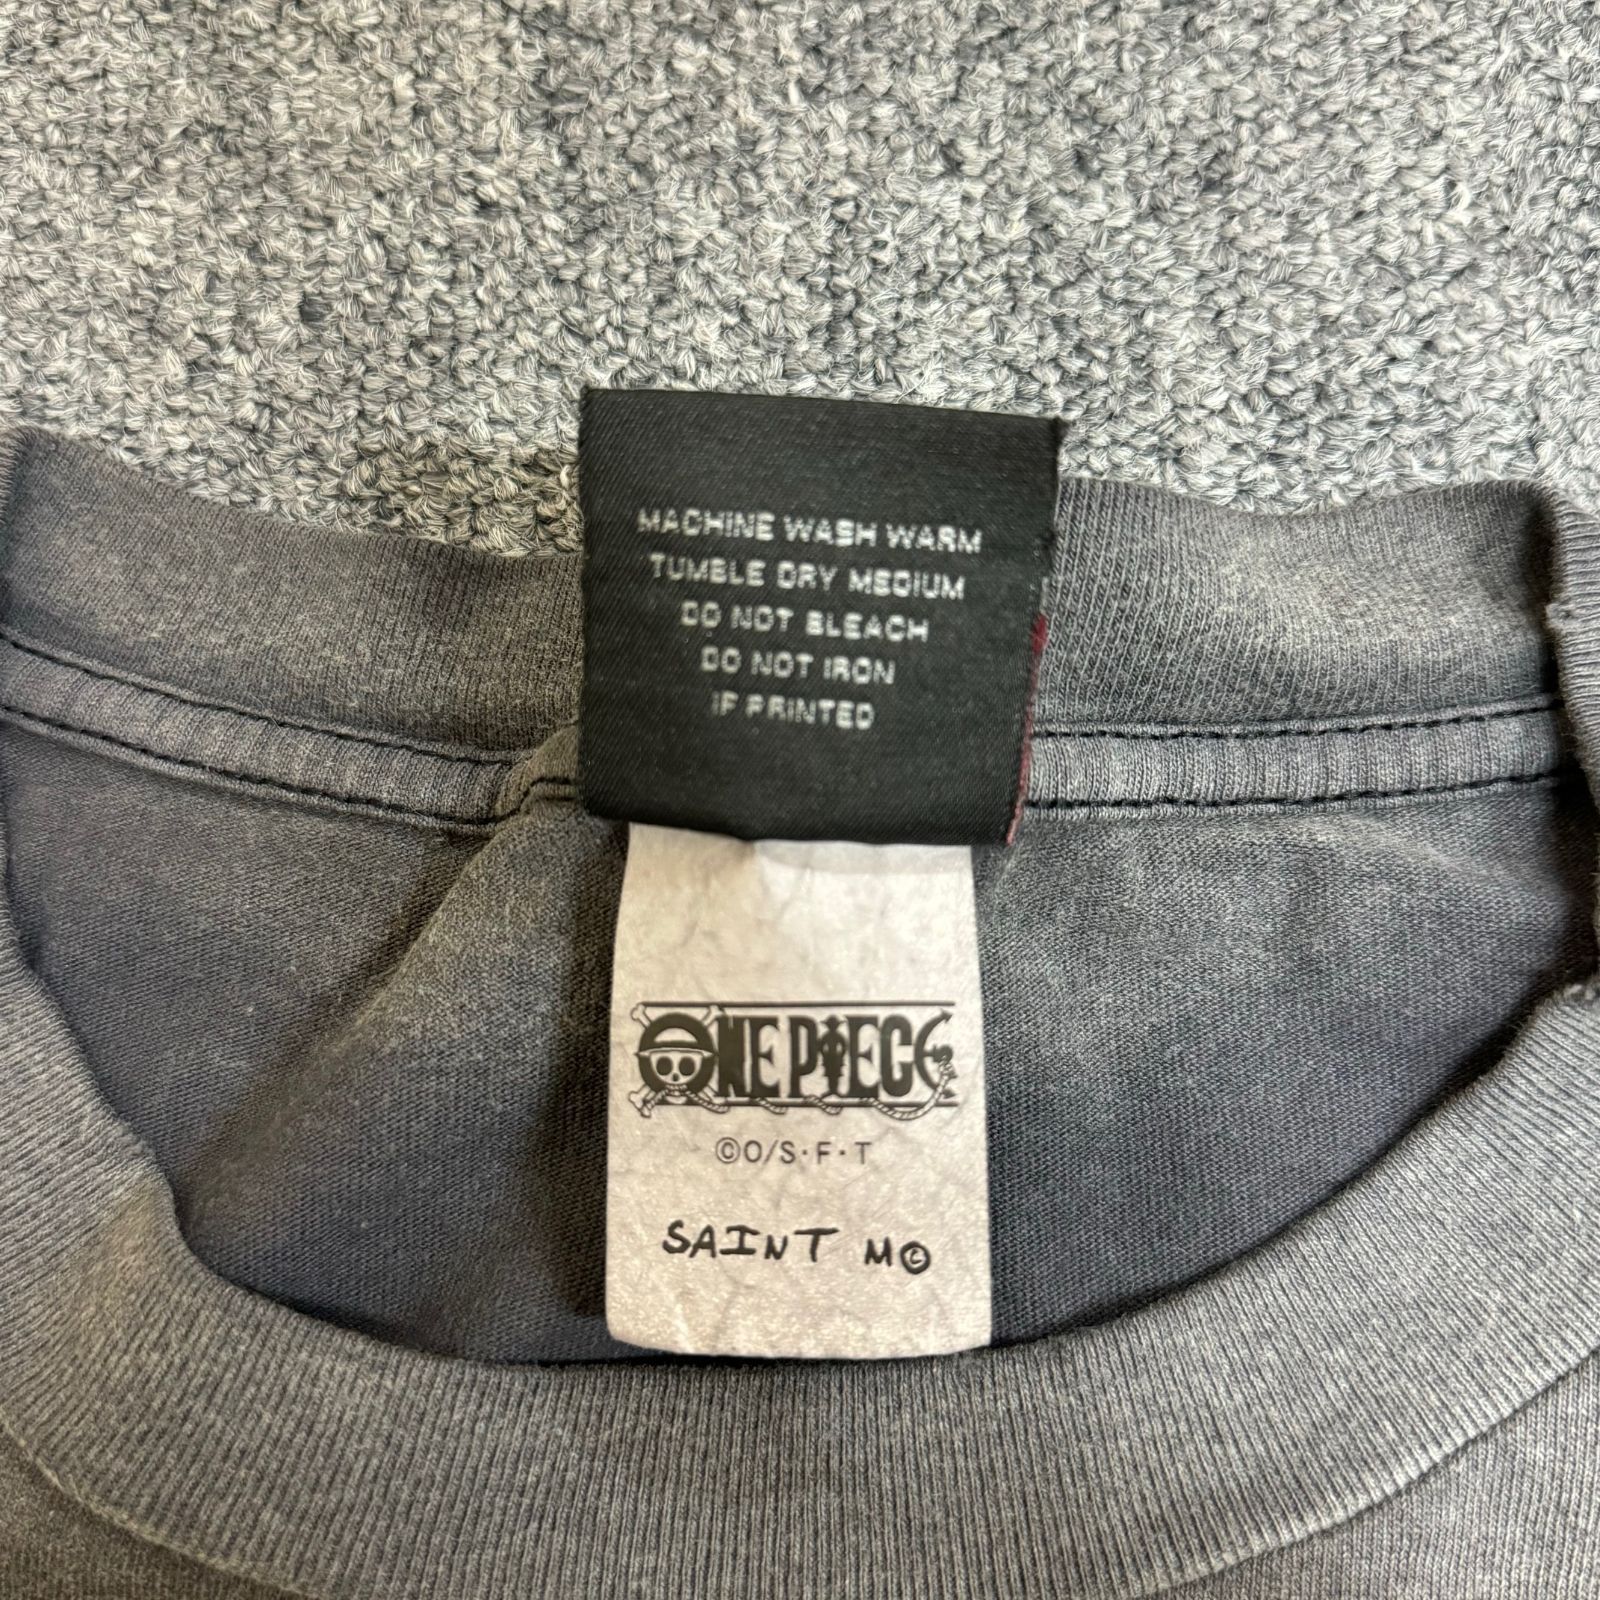 MACHINE WASH WARM
TUMBLE DRY MEDIUM
DO NOT BLEACH
DO NOT IRON
IF PRINTED
ONE PIECE
©O/S·F·T
SAINT M©